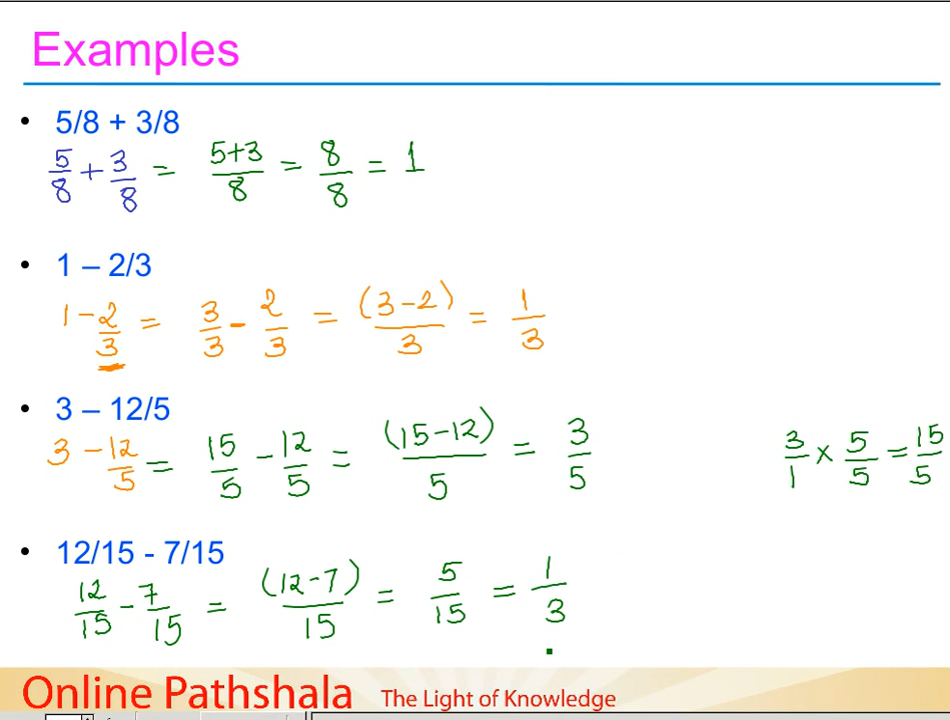 Examples
• 5/8 + 3/8
5/8 + 3/8 = 5+3/8 = 8/8 = 1
• 1 – 2/3
1 - 2/3 = 3/3 - 2/3 = (3-2)/3 = 1/3
• 3 – 12/5
3 - 12/5 = 15/5 - 12/5 = (15-12)/5 = 3/5
3/1 × 5/5 = 15/5
• 12/15 - 7/15
12/15 - 7/15 = (12-7)/15 = 5/15 = 1/3
Online Pathshala The Light of Knowledge